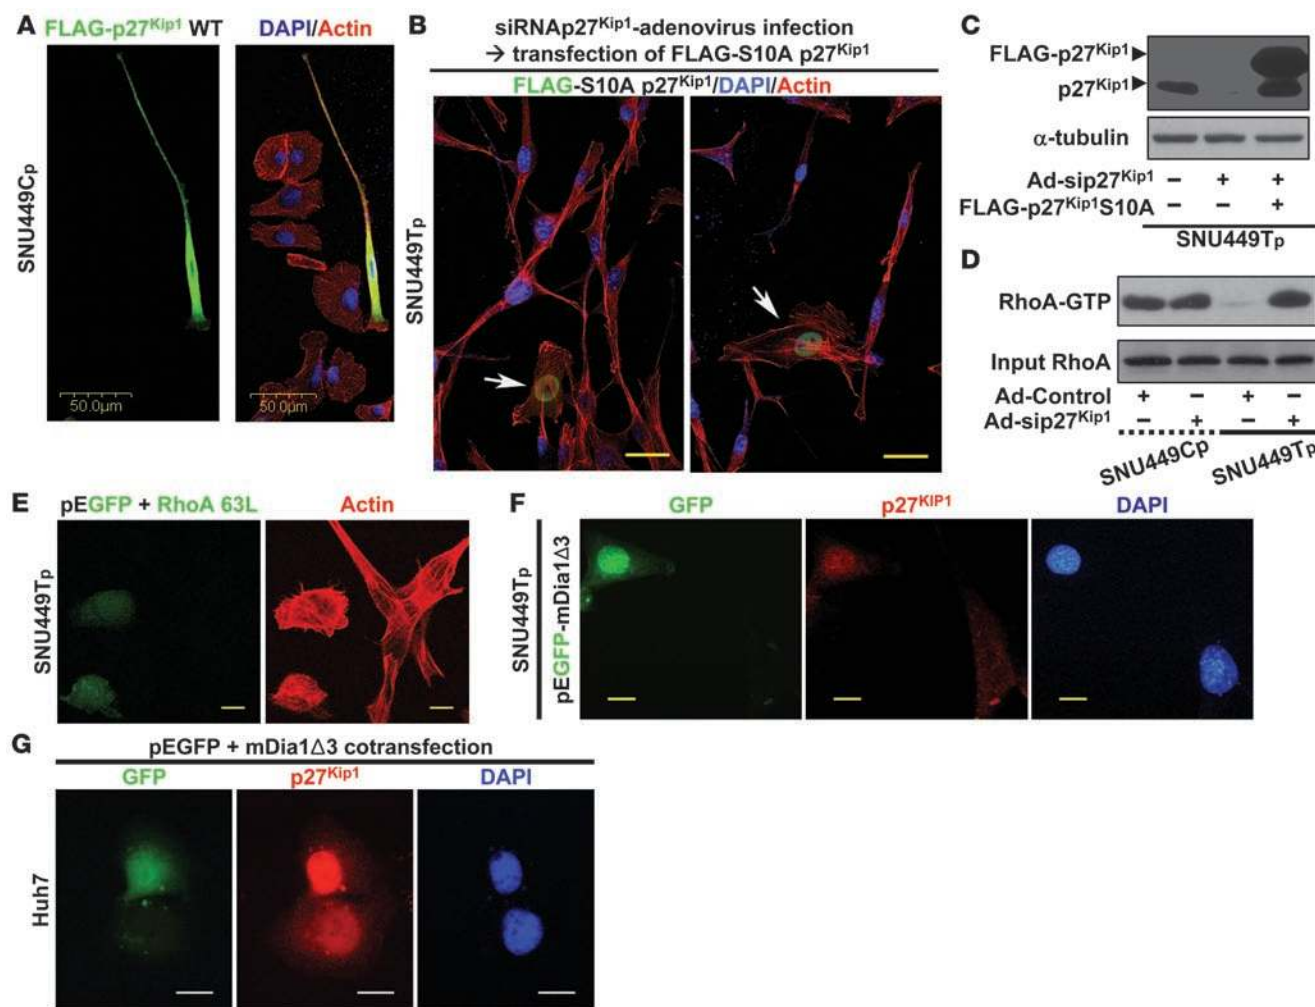 A
FLAG-p27Kip1 WT
DAPI/Actin
SNU449Cp
50.0µm
50.0µm
B
siRNAp27Kip1-adenovirus infection
→ transfection of FLAG-S10A p27Kip1
FLAG-S10A p27Kip1/DAPI/Actin
SNU449Tp
C
FLAG-p27Kip1
p27Kip1
α-tubulin
Ad-sip27Kip1 – + +
FLAG-p27Kip1S10A – – +
SNU449Tp
D
RhoA-GTP
Input RhoA
Ad-Control + – + –
Ad-sip27Kip1 – + – +
SNU449Cp SNU449Tp
E
pEGFP + RhoA 63L
Actin
SNU449Tp
F
GFP
p27KIP1
DAPI
SNU449Tp
pEGFP-mDia1Δ3
G
pEGFP + mDia1Δ3 cotransfection
GFP
p27Kip1
DAPI
Huh7